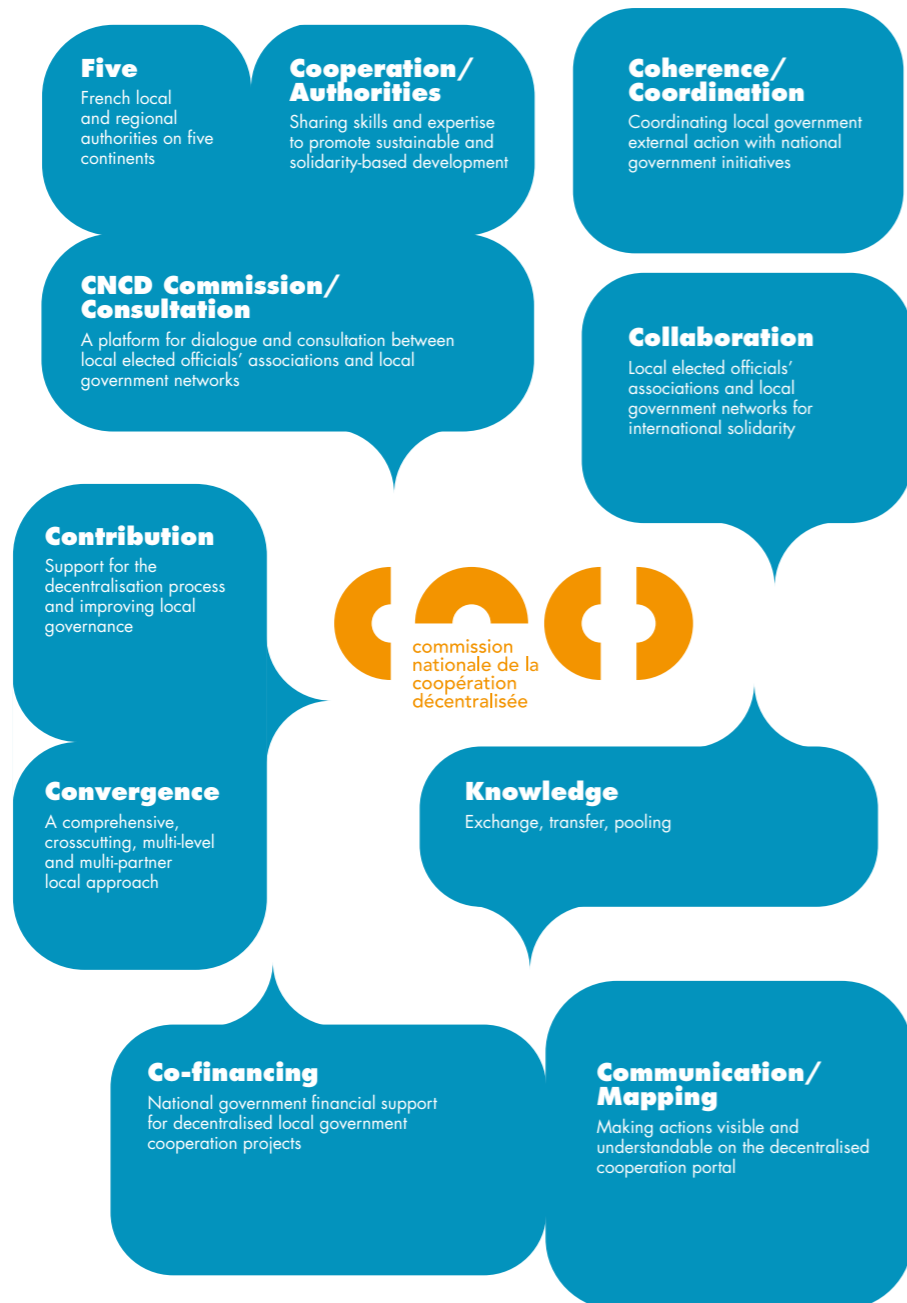 Five
French local
and regional
authorities on five
continents
Cooperation/
Authorities
Sharing skills and expertise
to promote sustainable and
solidarity-based development
Coherence/
Coordination
Coordinating local government
external action with national
government initiatives
CNCD Commission/
Consultation
A platform for dialogue and consultation between
local elected officials’ associations and local
government networks
Collaboration
Local elected officials’
associations and local
government networks for
international solidarity
Contribution
Support for the
decentralisation process
and improving local
governance
commission
nationale de la
coopération
décentralisée
Convergence
A comprehensive,
crosscutting, multi-level
and multi-partner
local approach
Knowledge
Exchange, transfer, pooling
Co-financing
National government financial support
for decentralised local government
cooperation projects
Communication/
Mapping
Making actions visible and
understandable on the decentralised
cooperation portal